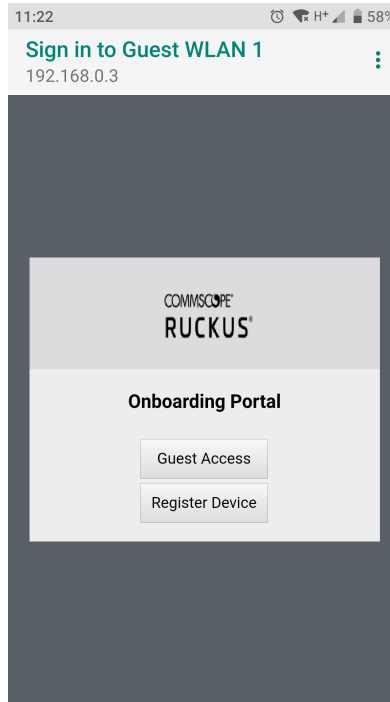 11:22
H+
58%
Sign in to Guest WLAN 1
192.168.0.3
COMMSCOPE®
RUCKUS®
Onboarding Portal
Guest Access
Register Device